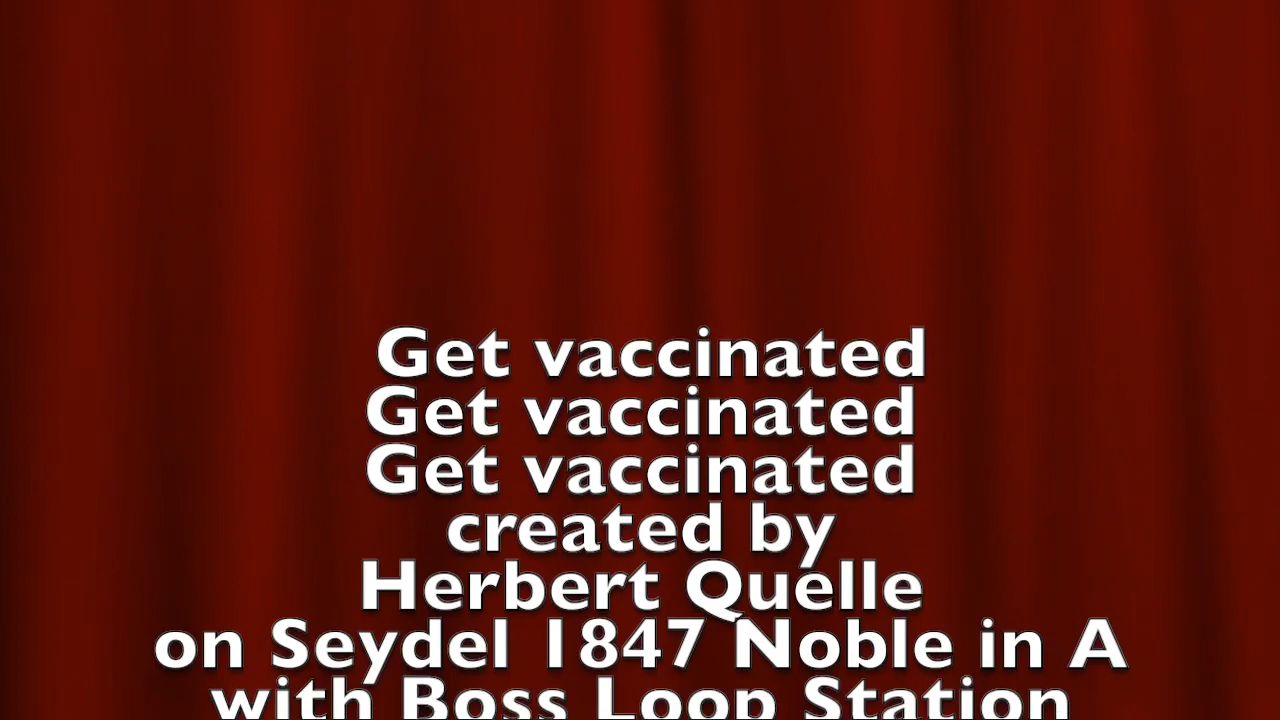 Get vaccinated
Get vaccinated
Get vaccinated
created by
Herbert Quelle
on Seydel 1847 Noble in A
with Boss Loop Station